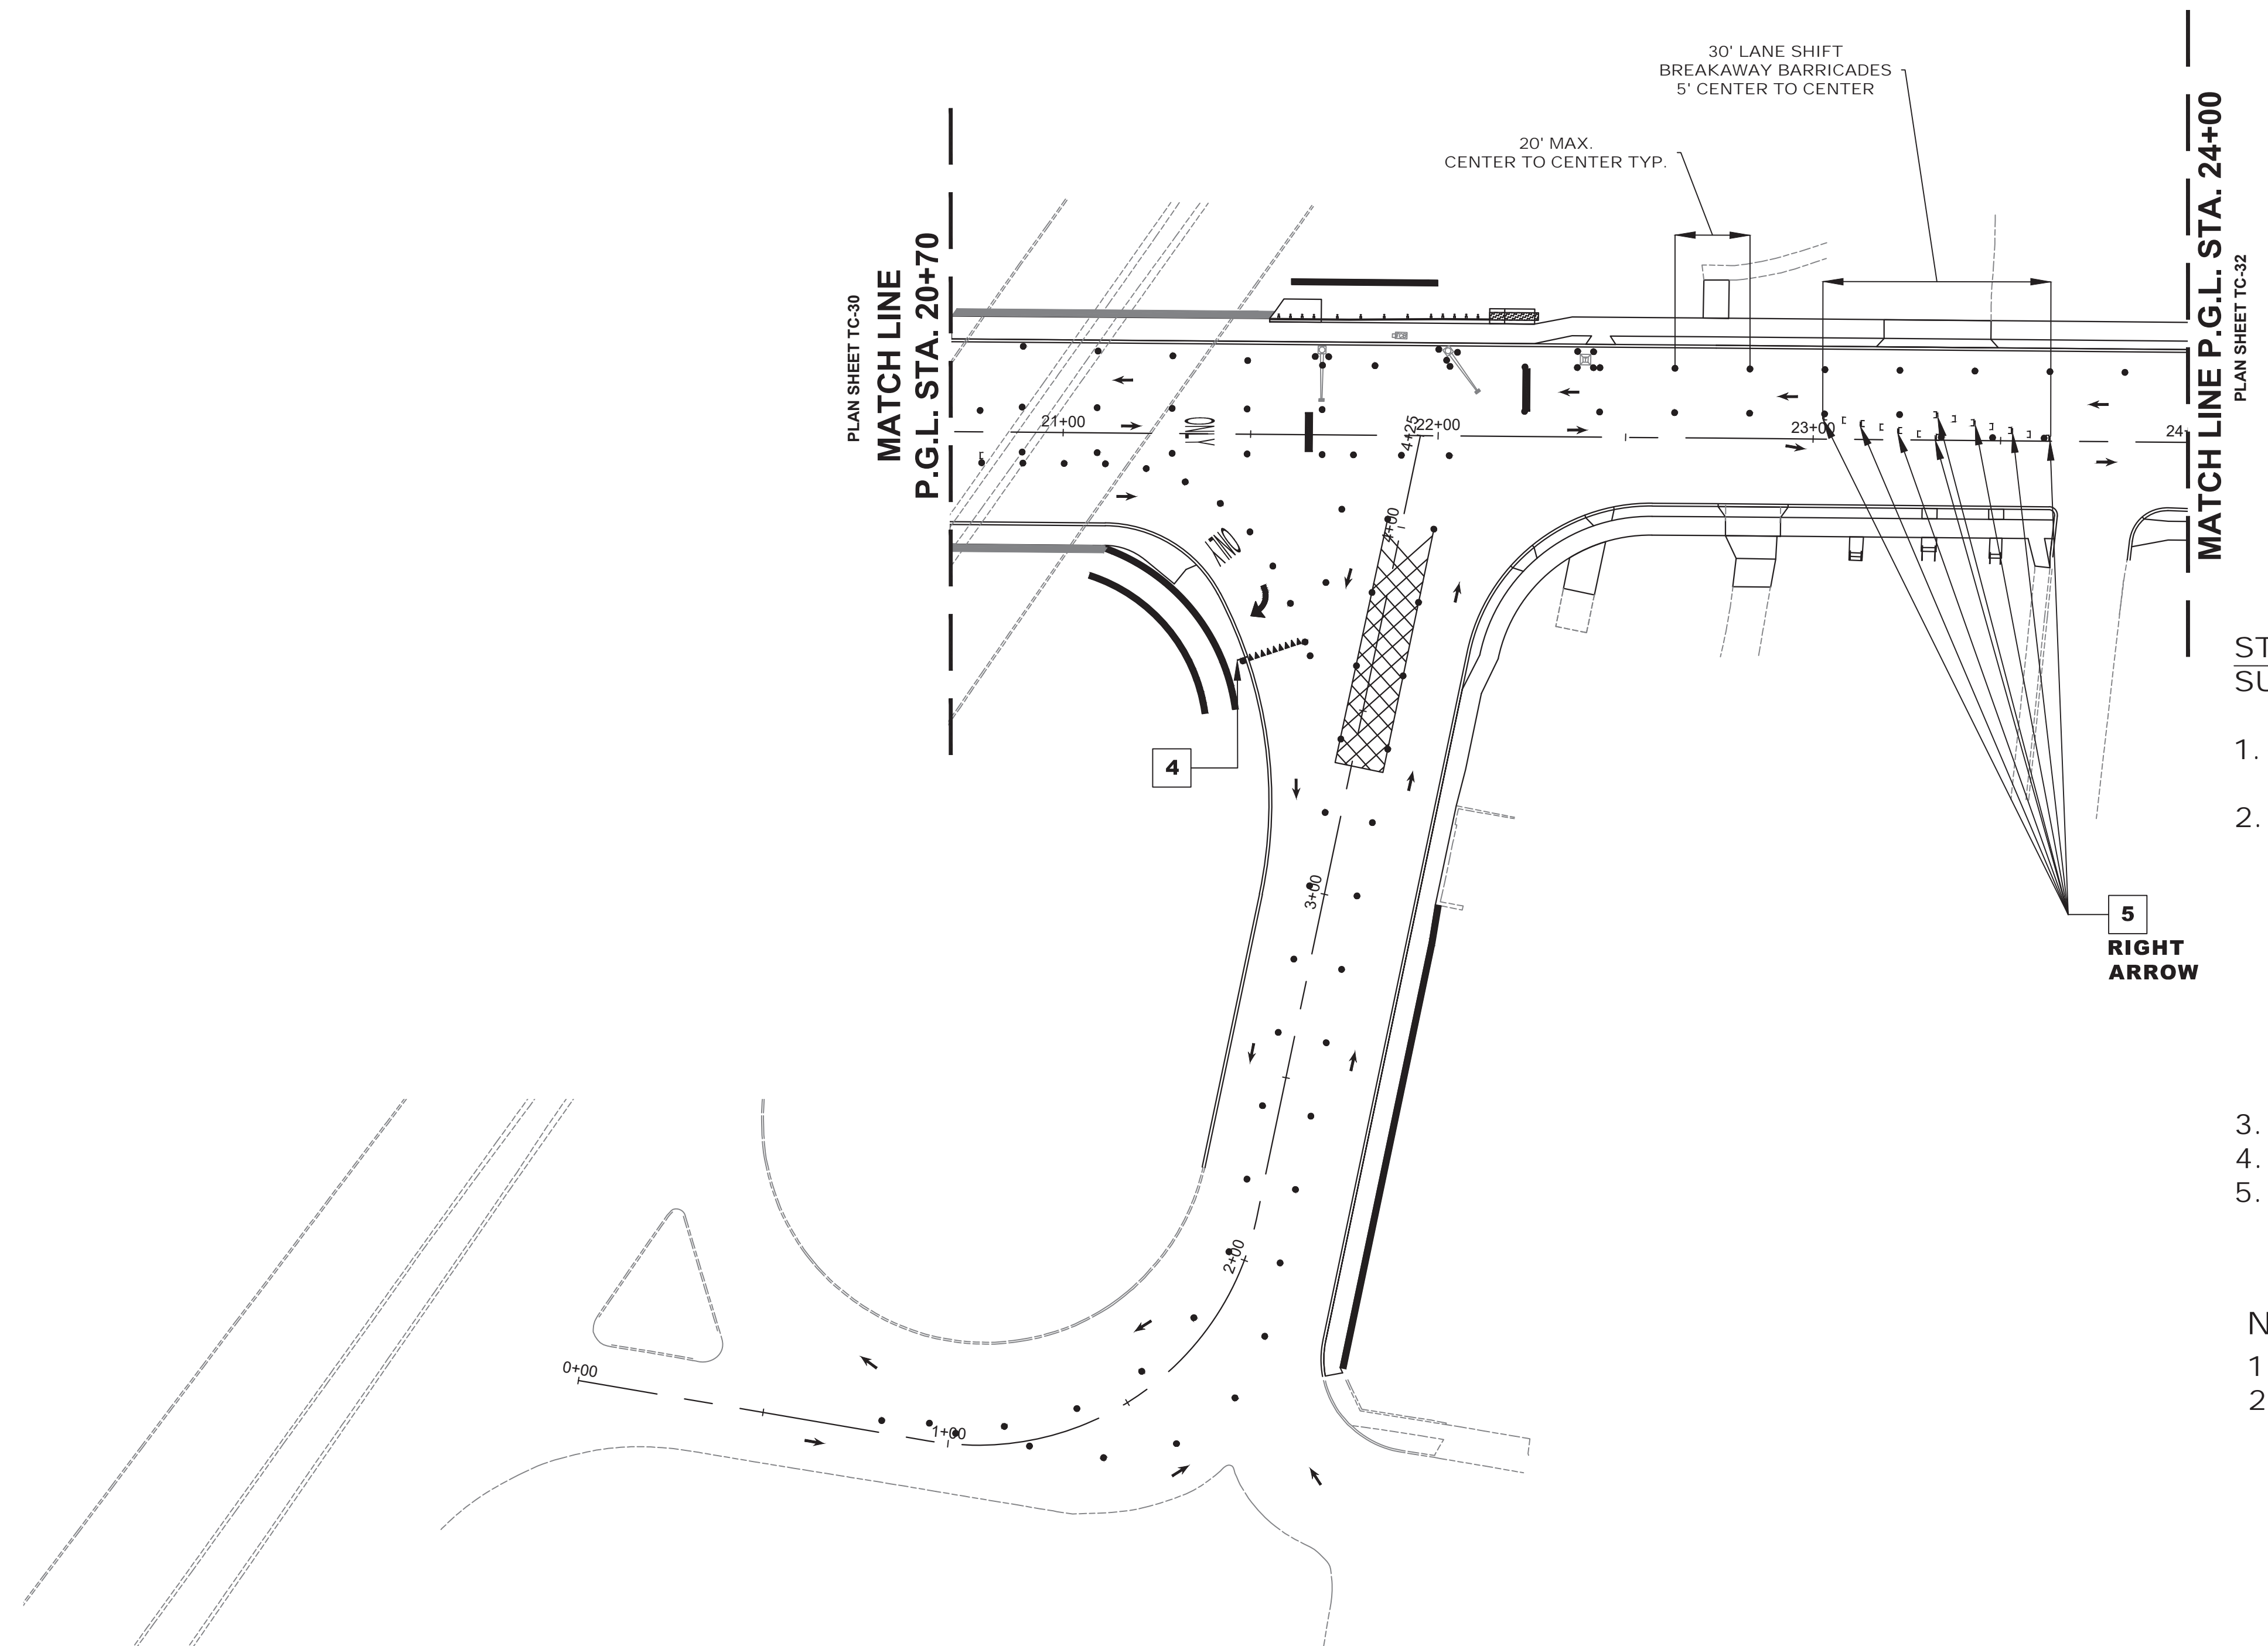 30' LANE SHIFT
BREAKAWAY BARRICADES
5' CENTER TO CENTER
20' MAX.
CENTER TO CENTER TYP.
PLAN SHEET TC-30
MATCH LINE
P.G.L. STA. 20+70
MATCH LINE P.G.L. STA. 24+00
PLAN SHEET TC-32
21+00
ONLY
4+25
22+00
23+00
24+
4+00
ONLY
4
3+00
5
RIGHT
ARROW
2+00
0+00
1+00
ST
SU
1.
2.
3.
4.
5.
N
1
2